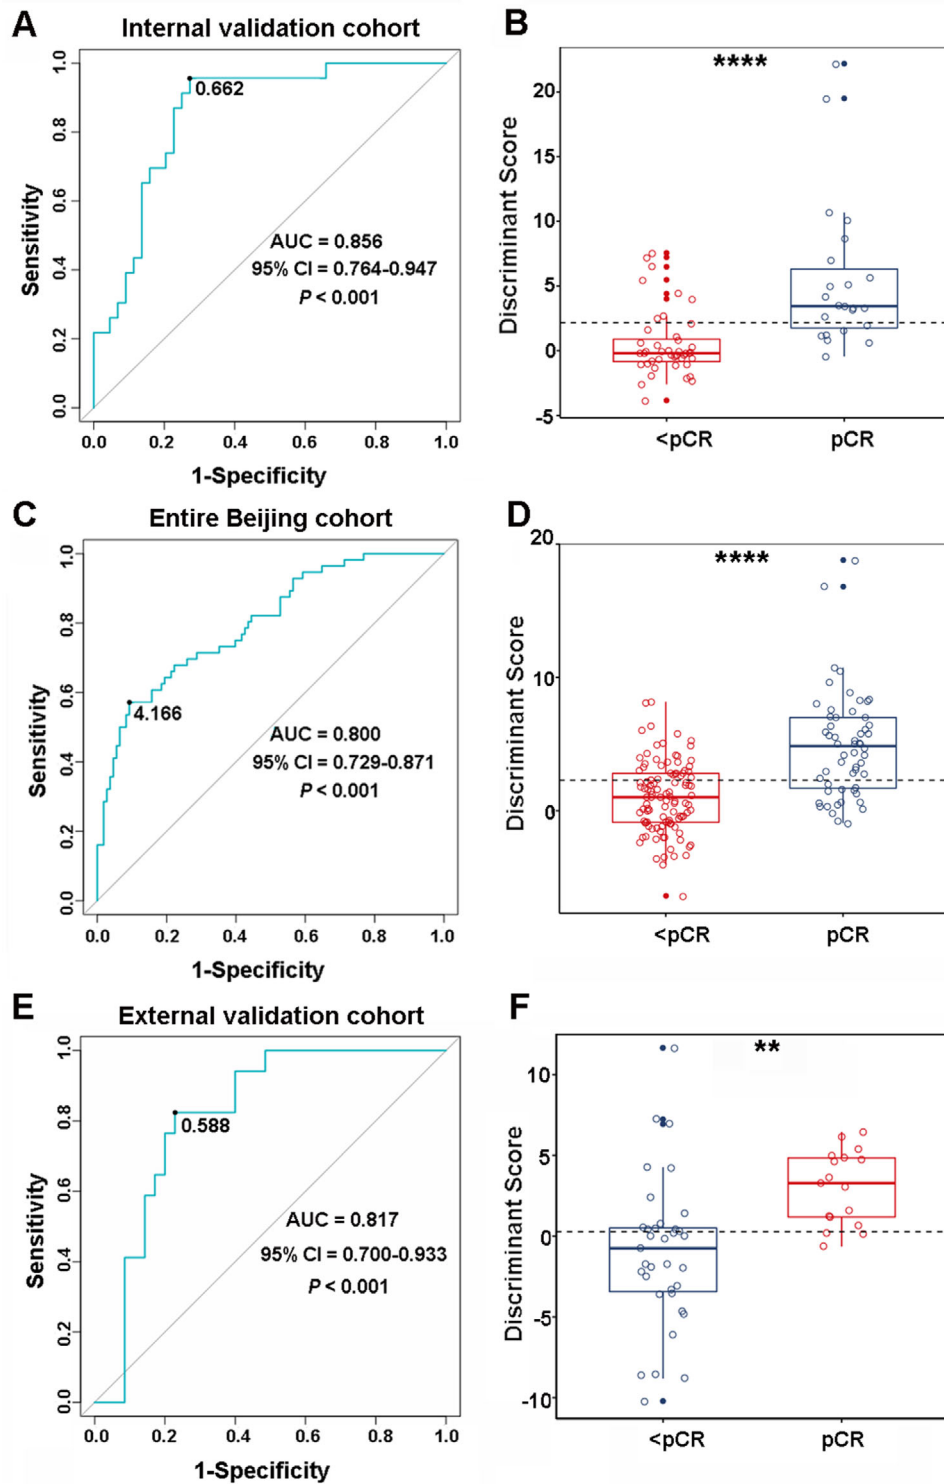 A
Internal validation cohort
Sensitivity
1.0
0.8
0.6
0.4
0.2
0.0
0.662
AUC = 0.856
95% CI = 0.764-0.947
P < 0.001
0.0 0.2 0.4 0.6 0.8 1.0
1-Specificity
B
****
Discriminant Score
20
15
10
5
0
-5
<pCR pCR
C
Entire Beijing cohort
Sensitivity
1.0
0.8
0.6
0.4
0.2
0.0
4.166
AUC = 0.800
95% CI = 0.729-0.871
P < 0.001
0.0 0.2 0.4 0.6 0.8 1.0
1-Specificity
D
****
Discriminant Score
20
10
0
<pCR pCR
E
External validation cohort
Sensitivity
1.0
0.8
0.6
0.4
0.2
0.0
0.588
AUC = 0.817
95% CI = 0.700-0.933
P < 0.001
0.0 0.2 0.4 0.6 0.8 1.0
1-Specificity
F
**
Discriminant Score
10
5
0
-5
-10
<pCR pCR